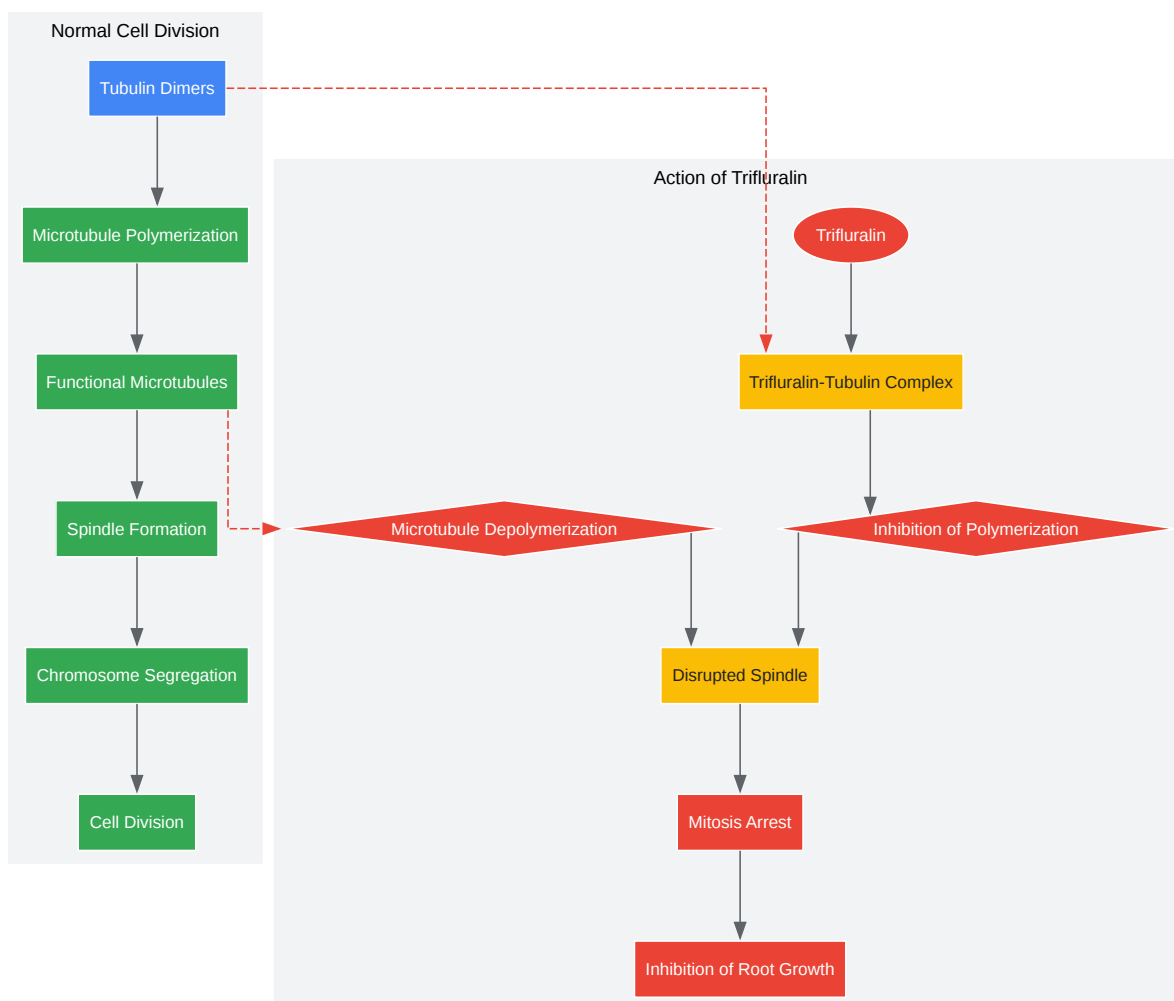 Normal Cell Division
Tubulin Dimers
Microtubule Polymerization
Functional Microtubules
Spindle Formation
Chromosome Segregation
Cell Division
Action of Trifluralin
Trifluralin
Trifluralin-Tubulin Complex
Microtubule Depolymerization
Inhibition of Polymerization
Disrupted Spindle
Mitosis Arrest
Inhibition of Root Growth